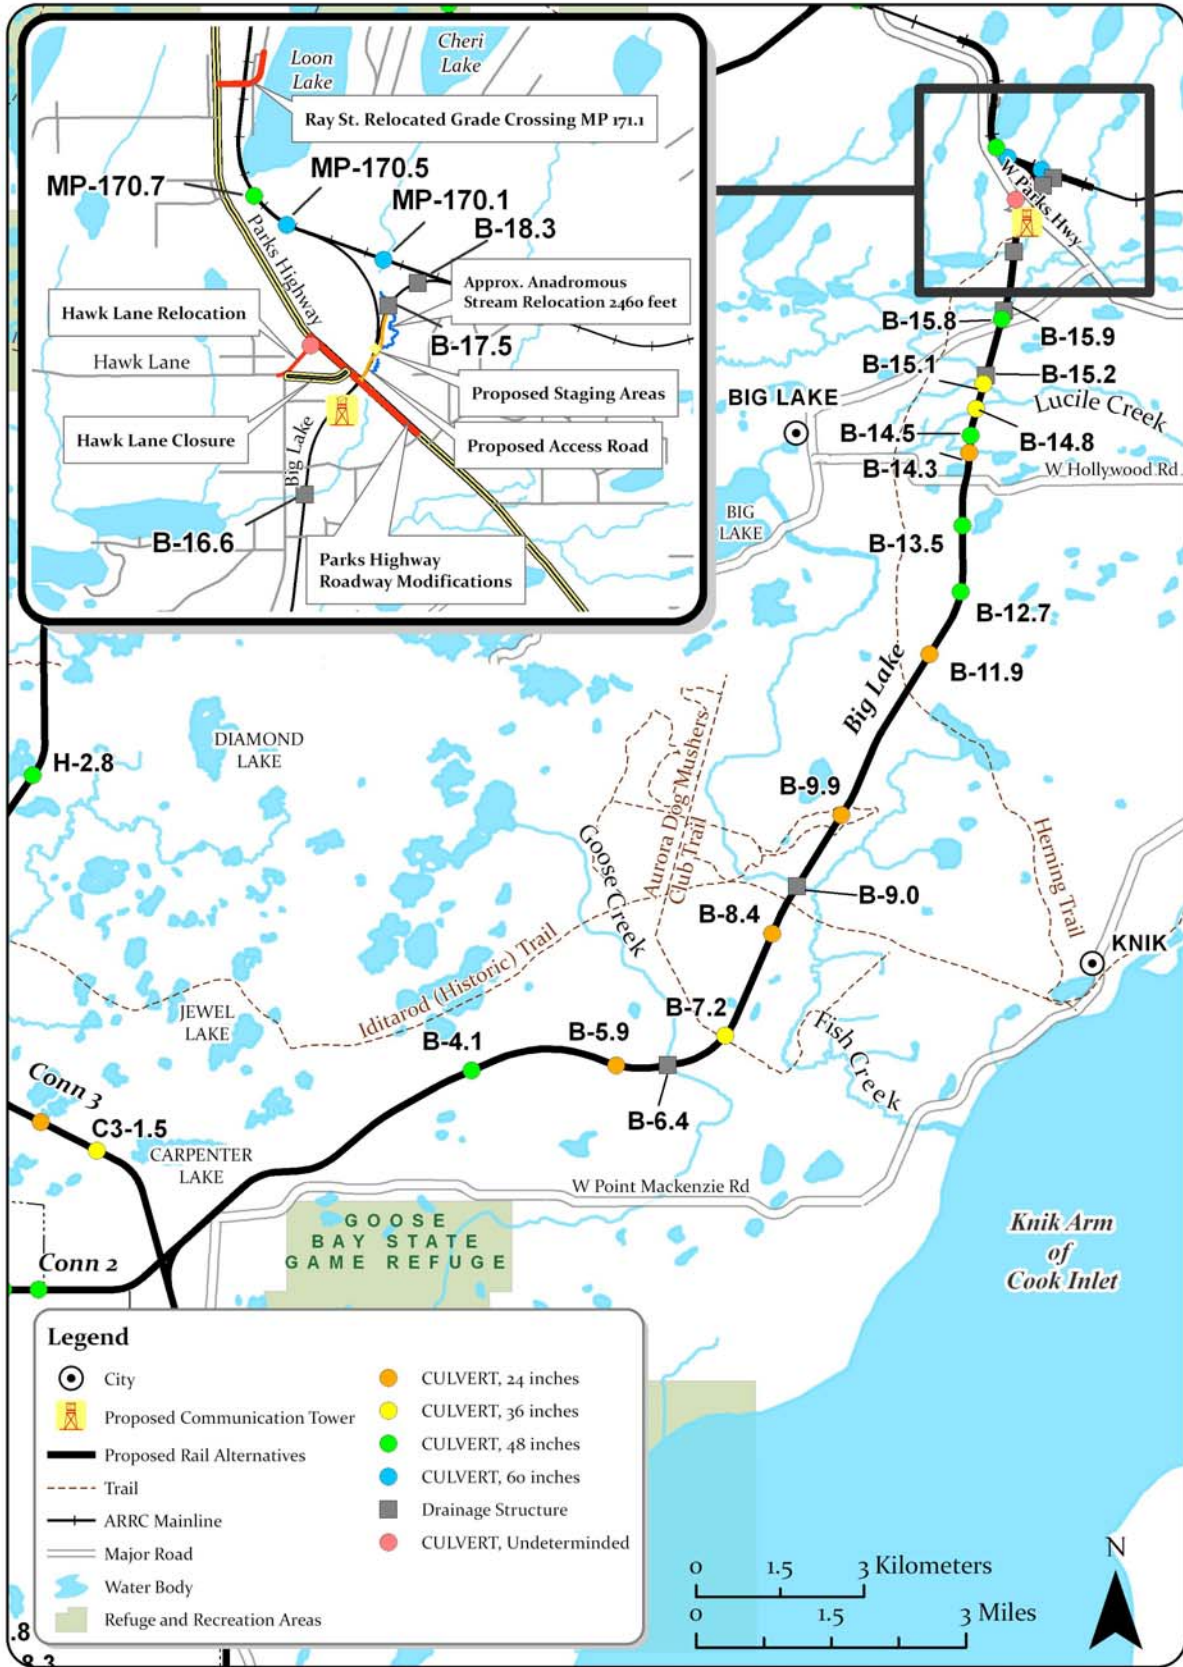 Loon
Lake
Cheri
Lake
Ray St. Relocated Grade Crossing MP 171.1
MP-170.7
MP-170.5
MP-170.1
B-18.3
Parks Highway
Approx. Anadromous
Stream Relocation 2460 feet
Hawk Lane Relocation
B-17.5
Hawk Lane
Proposed Staging Areas
Hawk Lane Closure
Proposed Access Road
Big Lake
B-16.6
Parks Highway
Roadway Modifications
W Parks Hwy
B-15.8
B-15.9
B-15.1
B-15.2
BIG LAKE
Lucile Creek
B-14.5
B-14.8
B-14.3
W Hollywood Rd
BIG
LAKE
B-13.5
B-12.7
Big Lake
B-11.9
DIAMOND
LAKE
H-2.8
B-9.9
Aurora Dog Mushers
Club Trail
Goose Creek
Herning Trail
B-9.0
B-8.4
KNIK
Iditarod (Historic) Trail
JEWEL
LAKE
B-7.2
Fish Creek
B-5.9
B-4.1
B-6.4
Conn 3
C3-1.5
CARPENTER
LAKE
W Point Mackenzie Rd
GOOSE
BAY STATE
GAME REFUGE
Knik Arm
of
Cook Inlet
Conn 2
Legend
City
Proposed Communication Tower
Proposed Rail Alternatives
Trail
ARRC Mainline
Major Road
Water Body
Refuge and Recreation Areas
CULVERT, 24 inches
CULVERT, 36 inches
CULVERT, 48 inches
CULVERT, 60 inches
Drainage Structure
CULVERT, Undeterminded
0 1.5 3 Kilometers
0 1.5 3 Miles
N
.8